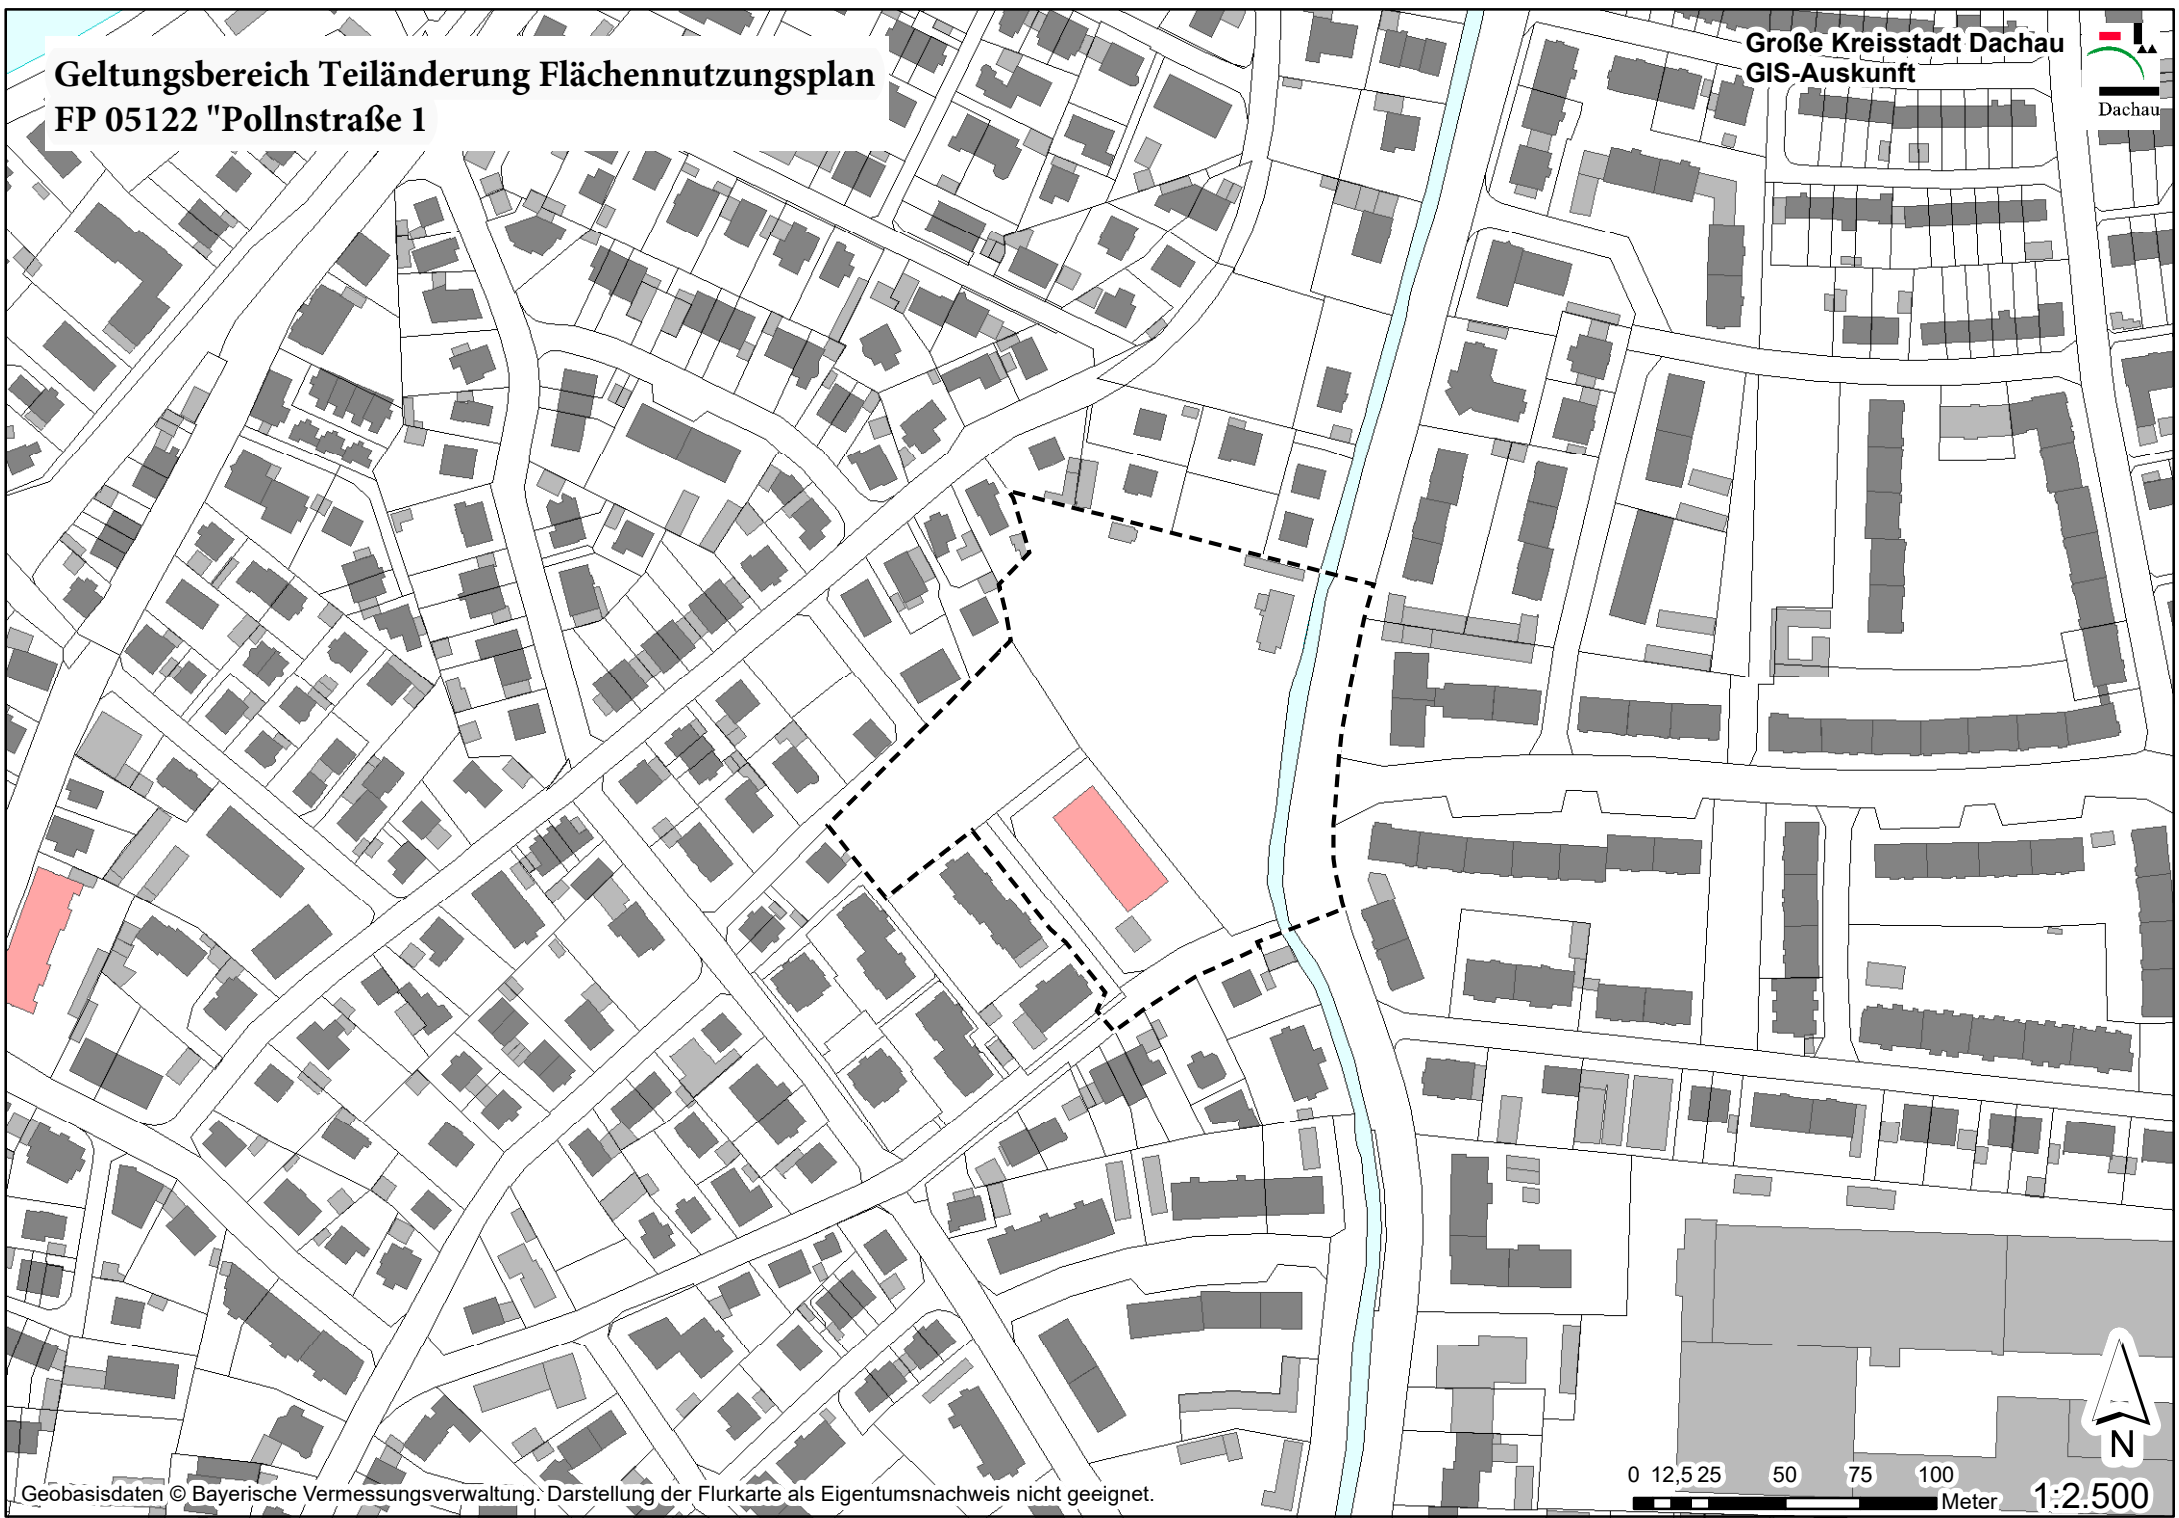 Geltungsbereich Teiländerung Flächennutzungsplan
FP 05122 "Pollnstraße 1
Große Kreisstadt Dachau
GIS-Auskunft
Dachau
N
0 12,5 25 50 75 100
Meter
1:2.500
Geobasisdaten © Bayerische Vermessungsverwaltung. Darstellung der Flurkarte als Eigentumsnachweis nicht geeignet.